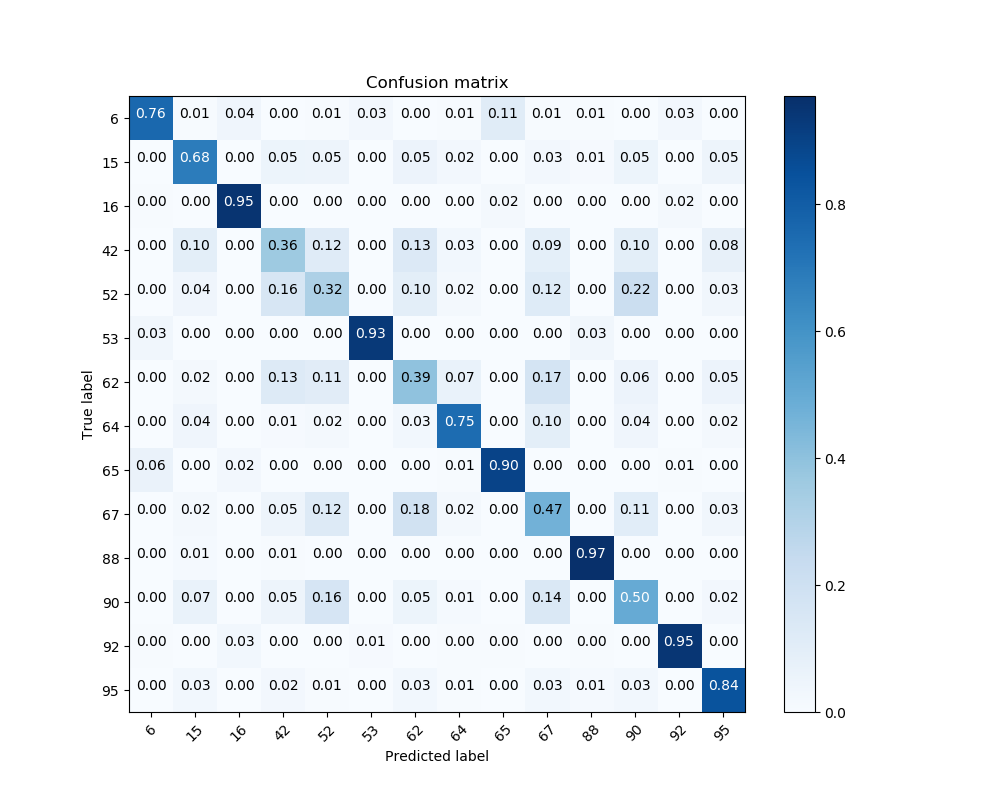 Confusion matrix
6 0.76 0.01 0.04 0.00 0.01 0.03 0.00 0.01 0.11 0.01 0.01 0.00 0.03 0.00
15 0.00 0.68 0.00 0.05 0.05 0.00 0.05 0.02 0.00 0.03 0.01 0.05 0.00 0.05
16 0.00 0.00 0.95 0.00 0.00 0.00 0.00 0.00 0.02 0.00 0.00 0.00 0.02 0.00
42 0.00 0.10 0.00 0.36 0.12 0.00 0.13 0.03 0.00 0.09 0.00 0.10 0.00 0.08
52 0.00 0.04 0.00 0.16 0.32 0.00 0.10 0.02 0.00 0.12 0.00 0.22 0.00 0.03
53 0.03 0.00 0.00 0.00 0.00 0.93 0.00 0.00 0.00 0.00 0.03 0.00 0.00 0.00
62 0.00 0.02 0.00 0.13 0.11 0.00 0.39 0.07 0.00 0.17 0.00 0.06 0.00 0.05
64 0.00 0.04 0.00 0.01 0.02 0.00 0.03 0.75 0.00 0.10 0.00 0.04 0.00 0.02
65 0.06 0.00 0.02 0.00 0.00 0.00 0.00 0.01 0.90 0.00 0.00 0.00 0.01 0.00
67 0.00 0.02 0.00 0.05 0.12 0.00 0.18 0.02 0.00 0.47 0.00 0.11 0.00 0.03
88 0.00 0.01 0.00 0.01 0.00 0.00 0.00 0.00 0.00 0.00 0.97 0.00 0.00 0.00
90 0.00 0.07 0.00 0.05 0.16 0.00 0.05 0.01 0.00 0.14 0.00 0.50 0.00 0.02
92 0.00 0.00 0.03 0.00 0.00 0.01 0.00 0.00 0.00 0.00 0.00 0.00 0.95 0.00
95 0.00 0.03 0.00 0.02 0.01 0.00 0.03 0.01 0.00 0.03 0.01 0.03 0.00 0.84
6 15 16 42 52 53 62 64 65 67 88 90 92 95
Predicted label
True label
0.8
0.6
0.4
0.2
0.0